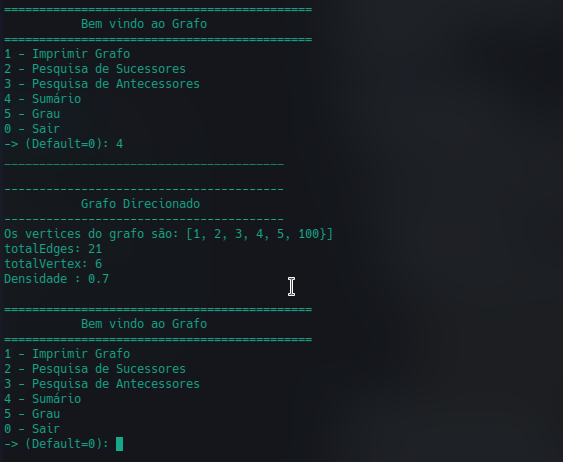 ============================================
Bem vindo ao Grafo
============================================
1 - Imprimir Grafo
2 - Pesquisa de Sucessores
3 - Pesquisa de Antecessores
4 - Sumário
5 - Grau
0 - Sair
-> (Default=0): 4
________________________________________
----------------------------------------
Grafo Direcionado
----------------------------------------
Os vertices do grafo são: [1, 2, 3, 4, 5, 100}]
totalEdges: 21
totalVertex: 6
Densidade : 0.7
============================================
Bem vindo ao Grafo
============================================
1 - Imprimir Grafo
2 - Pesquisa de Sucessores
3 - Pesquisa de Antecessores
4 - Sumário
5 - Grau
0 - Sair
-> (Default=0):